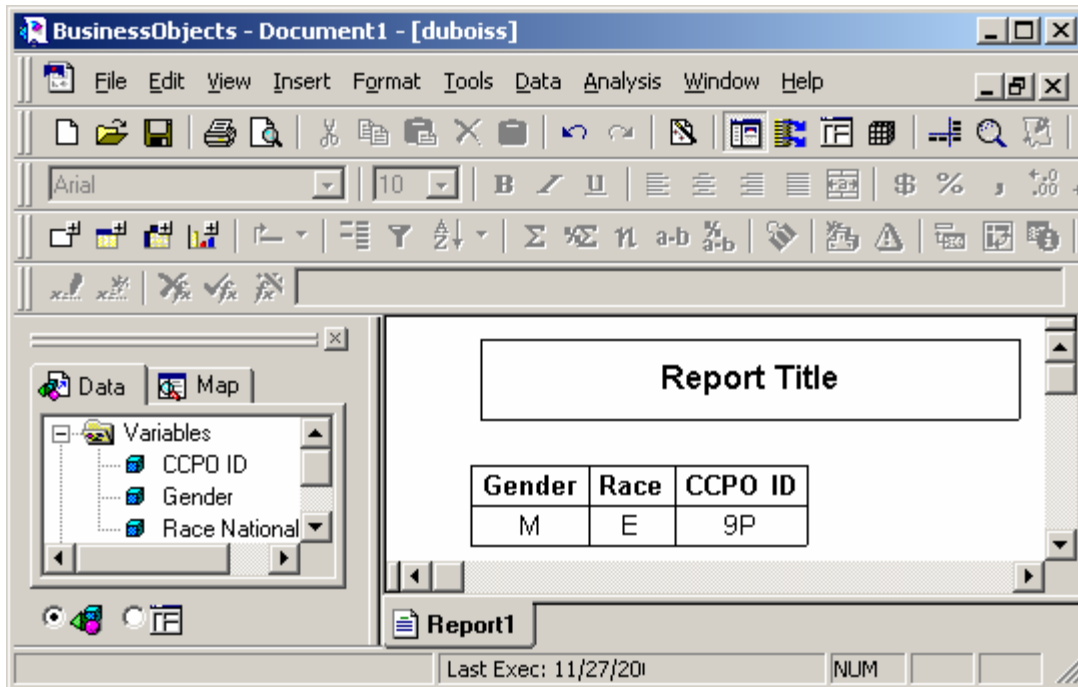 BusinessObjects - Document1 - [duboiss]
File Edit View Insert Format Tools Data Analysis Window Help
Arial 10 B U $ % , .00
Σ a-b
Data Map
Variables
CCPO ID
Gender
Race National
Report Title
Gender Race CCPO ID
M E 9P
Report1
Last Exec: 11/27/20 NUM